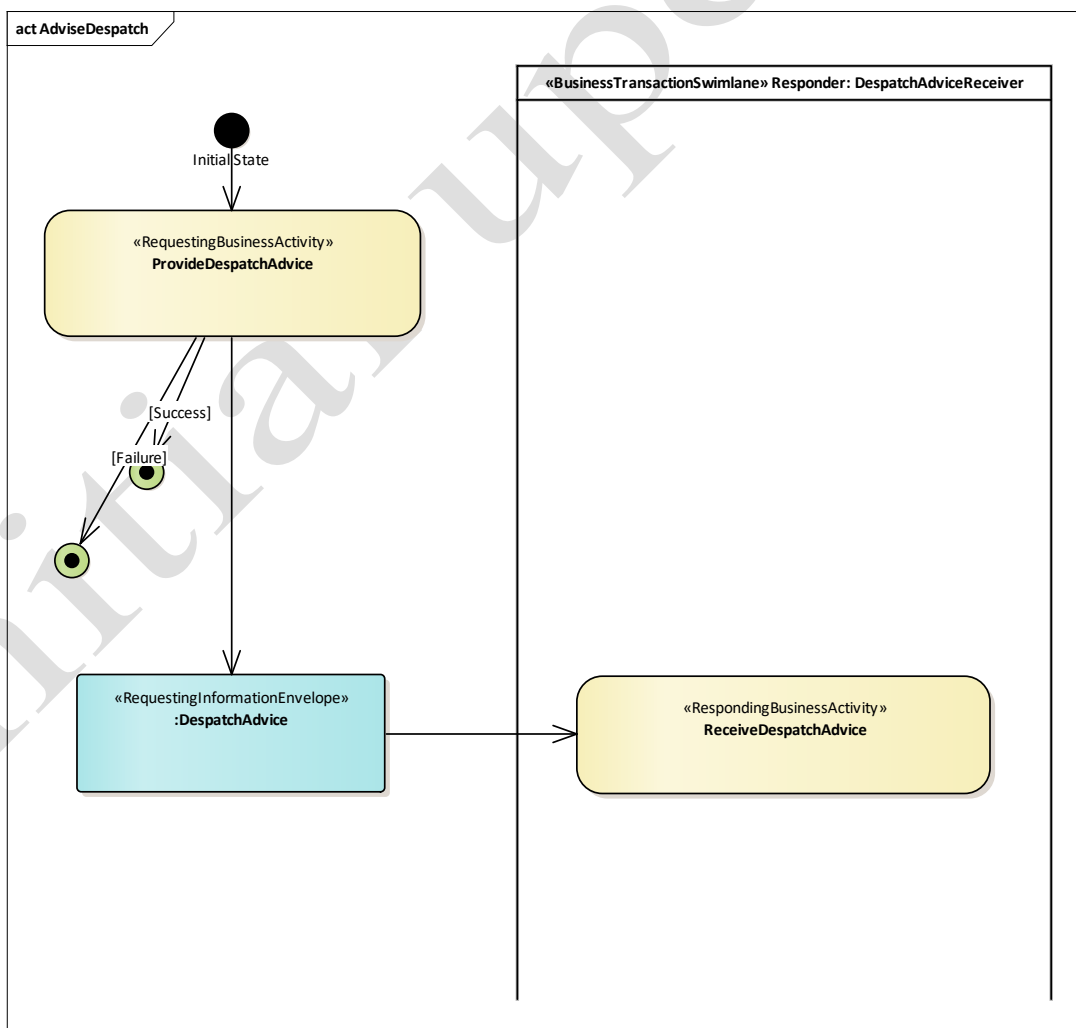 act AdviseDespatch
«BusinessTransactionSwimlane» Responder: DespatchAdviceReceiver
Initial State
«RequestingBusinessActivity»
ProvideDespatchAdvice
[Success]
[Failure]
«RequestingInformationEnvelope»
:DespatchAdvice
«RespondingBusinessActivity»
ReceiveDespatchAdvice